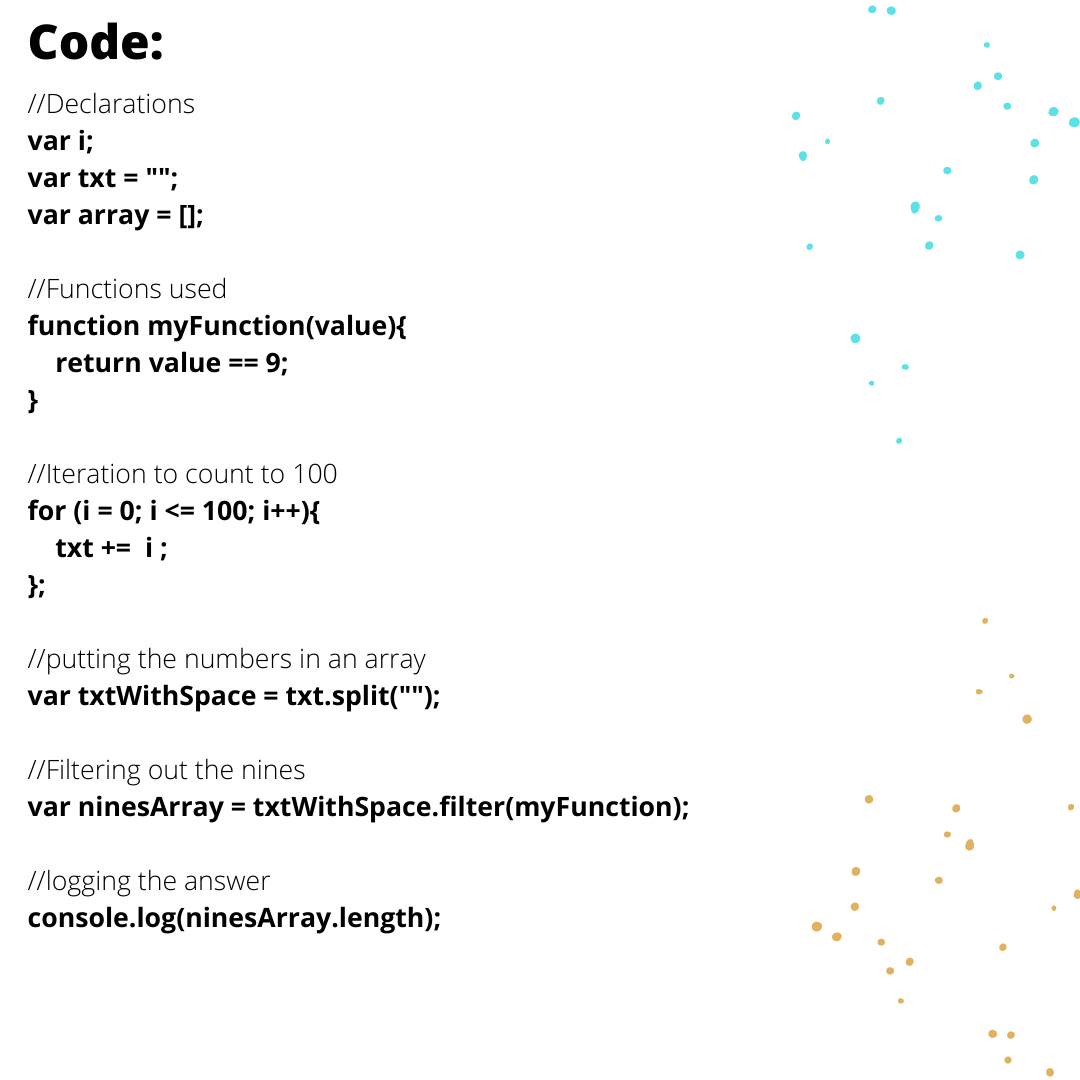 Code:
//Declarations
var i;
var txt = "";
var array = [];
//Functions used
function myFunction(value){
return value == 9;
}
//Iteration to count to 100
for (i = 0; i <= 100; i++){
txt +=  i ;
};
//putting the numbers in an array
var txtWithSpace = txt.split("");
//Filtering out the nines
var ninesArray = txtWithSpace.filter(myFunction);
//logging the answer
console.log(ninesArray.length);